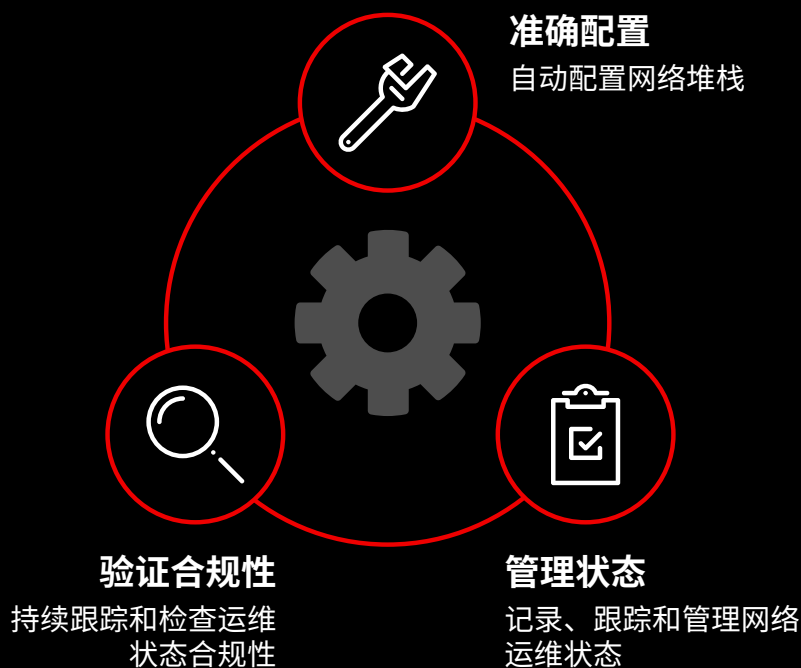 准确配置
自动配置网络堆栈
验证合规性
持续跟踪和检查运维
状态合规性
管理状态
记录、跟踪和管理网络
运维状态